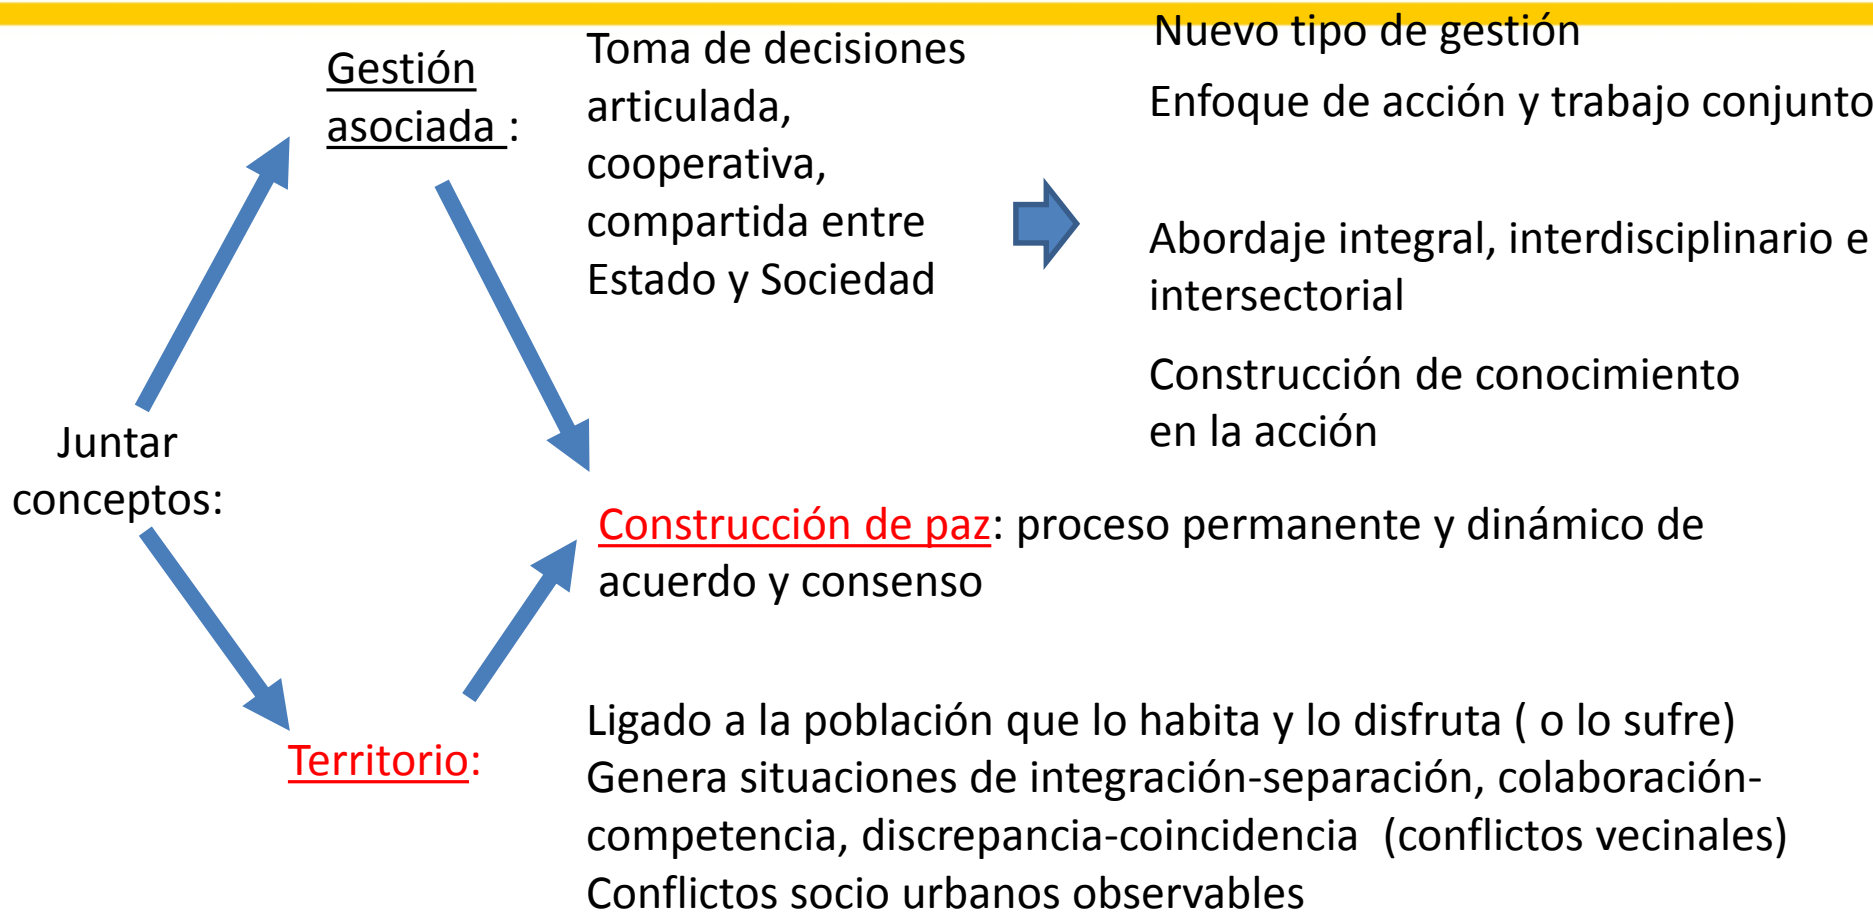 Gestión
asociada :
Toma de decisiones
articulada,
cooperativa,
compartida entre
Estado y Sociedad
Nuevo tipo de gestión
Enfoque de acción y trabajo conjunto
Abordaje integral, interdisciplinario e
intersectorial
Construcción de conocimiento
en la acción
Juntar
conceptos:
Construcción de paz: proceso permanente y dinámico de
acuerdo y consenso
Territorio:
Ligado a la población que lo habita y lo disfruta ( o lo sufre)
Genera situaciones de integración-separación, colaboración-
competencia, discrepancia-coincidencia  (conflictos vecinales)
Conflictos socio urbanos observables